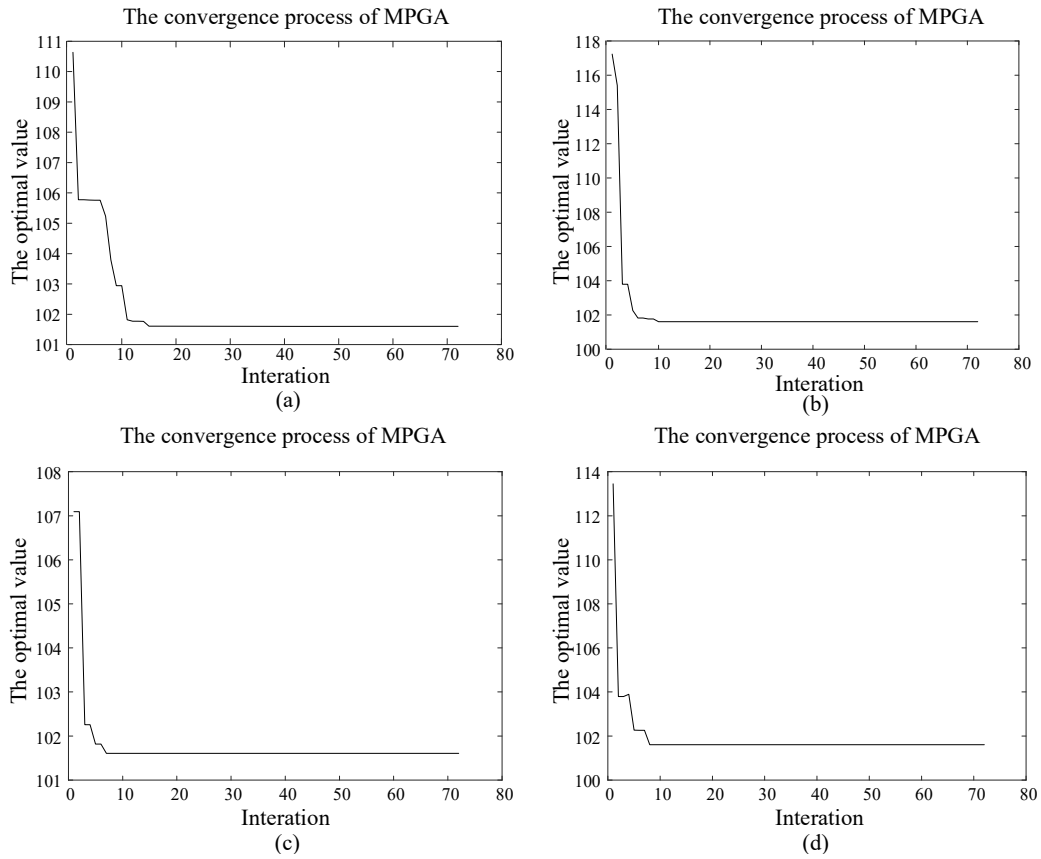 The convergence process of MPGA
The optimal value
111
110
109
108
107
106
105
104
103
102
101
0 10 20 30 40 50 60 70 80
Interation
(a)
The convergence process of MPGA
The optimal value
118
116
114
112
110
108
106
104
102
100
0 10 20 30 40 50 60 70 80
Interation
(b)
The convergence process of MPGA
The optimal value
108
107
106
105
104
103
102
101
0 10 20 30 40 50 60 70 80
Interation
(c)
The convergence process of MPGA
The optimal value
114
112
110
108
106
104
102
100
0 10 20 30 40 50 60 70 80
Interation
(d)